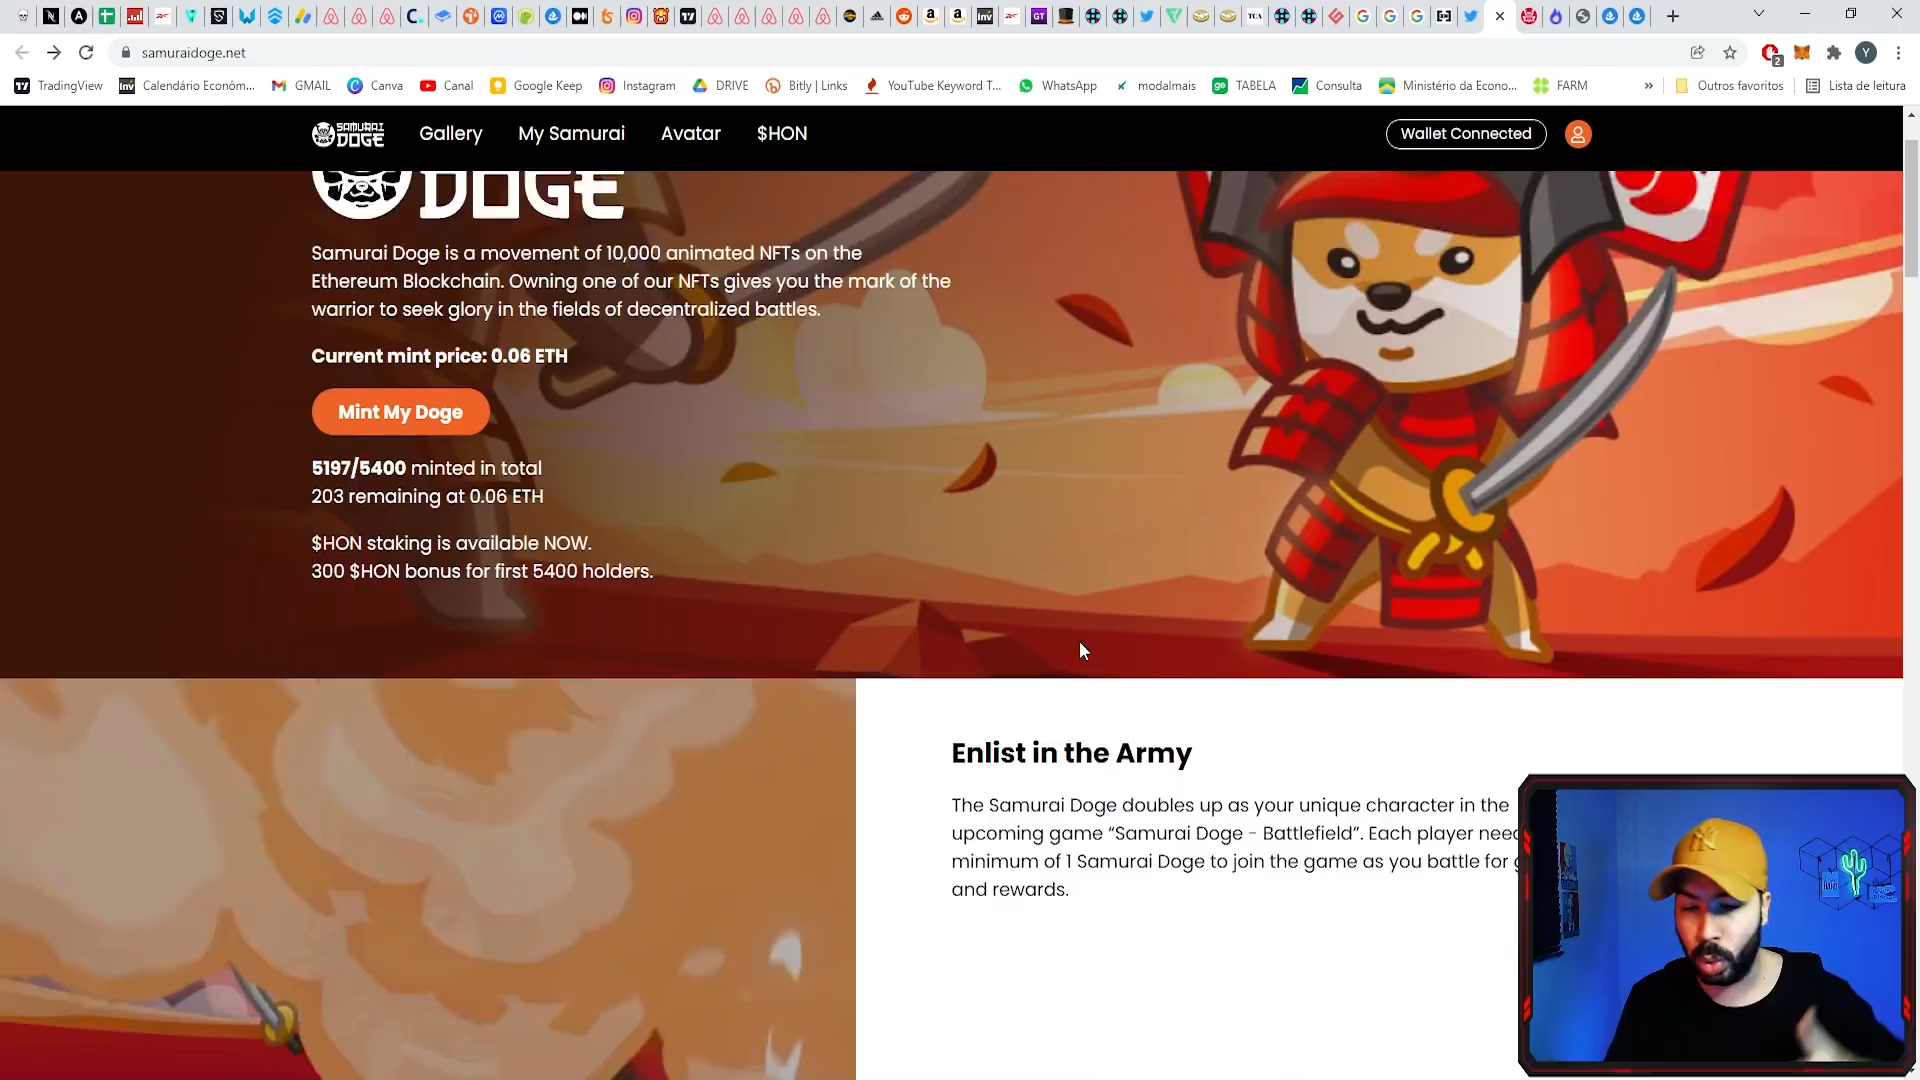 samuraidoge.net
2
Y
TradingView
Inv Calendário Econôm...
GMAIL
Canva
Canal
Google Keep
Instagram
DRIVE
Bitly | Links
YouTube Keyword T...
WhatsApp
modalmais
ge TABELA
Consulta
Ministério da Econo...
FARM
»
Outros favoritos
Lista de leitura
SAMURAI DOGE
Gallery
My Samurai
Avatar
$HON
Wallet Connected
DOGE
Samurai Doge is a movement of 10,000 animated NFTs on the
Ethereum Blockchain. Owning one of our NFTs gives you the mark of the
warrior to seek glory in the fields of decentralized battles.
Current mint price: 0.06 ETH
Mint My Doge
5197/5400 minted in total
203 remaining at 0.06 ETH
$HON staking is available NOW.
300 $HON bonus for first 5400 holders.
Enlist in the Army
The Samurai Doge doubles up as your unique character in the
upcoming game “Samurai Doge - Battlefield”. Each player nee
minimum of 1 Samurai Doge to join the game as you battle for
and rewards.